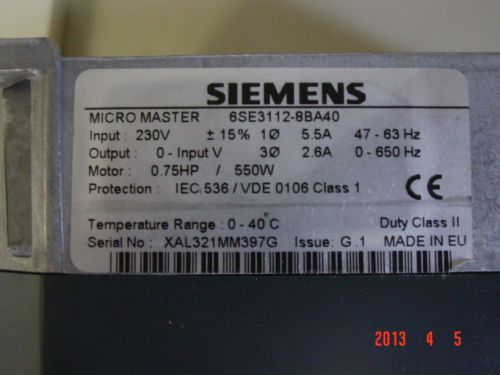 SIEMENS
MICRO MASTER 6SE3112-8BA40
Input : 230V ± 15% 1Ø 5.5A 47 - 63 Hz
Output : 0 - Input V 3Ø 2.6A 0 - 650 Hz
Motor : 0.75HP / 550W
Protection : IEC 536 / VDE 0106 Class 1
CE
Temperature Range : 0 - 40°C Duty Class II
Serial No : XAL321MM397G Issue: G.1 MADE IN EU
2013 4 5